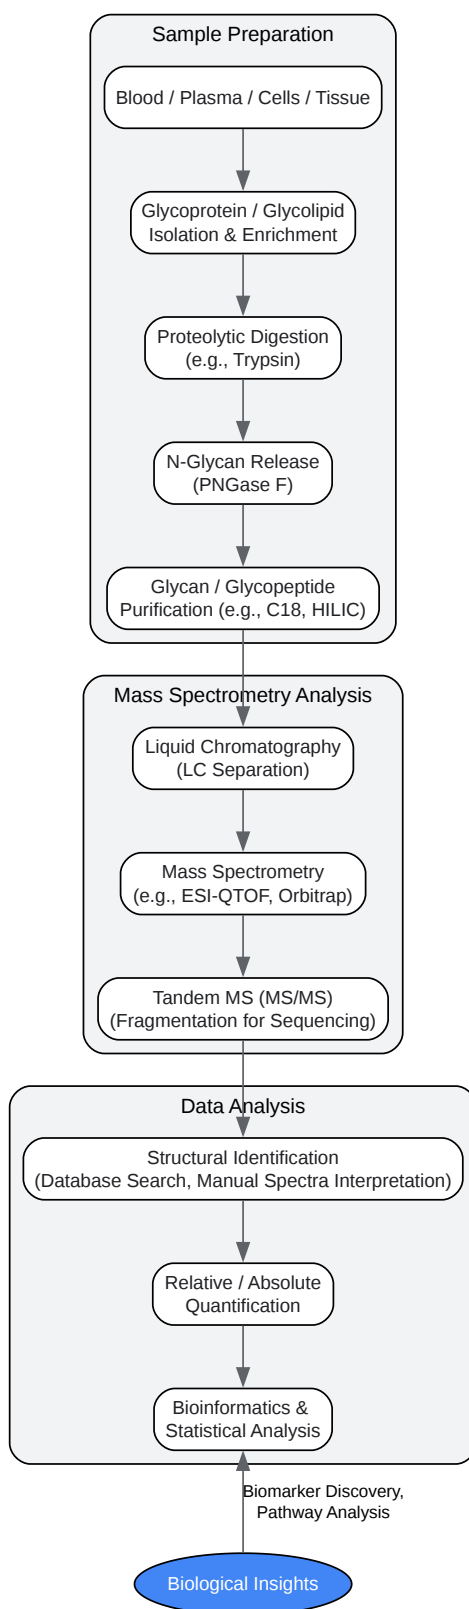 Sample Preparation
Blood / Plasma / Cells / Tissue
Glycoprotein / Glycolipid
Isolation & Enrichment
Proteolytic Digestion
(e.g., Trypsin)
N-Glycan Release
(PNGase F)
Glycan / Glycopeptide
Purification (e.g., C18, HILIC)
Mass Spectrometry Analysis
Liquid Chromatography
(LC Separation)
Mass Spectrometry
(e.g., ESI-QTOF, Orbitrap)
Tandem MS (MS/MS)
(Fragmentation for Sequencing)
Data Analysis
Structural Identification
(Database Search, Manual Spectra Interpretation)
Relative / Absolute
Quantification
Bioinformatics &
Statistical Analysis
Biomarker Discovery,
Pathway Analysis
Biological Insights